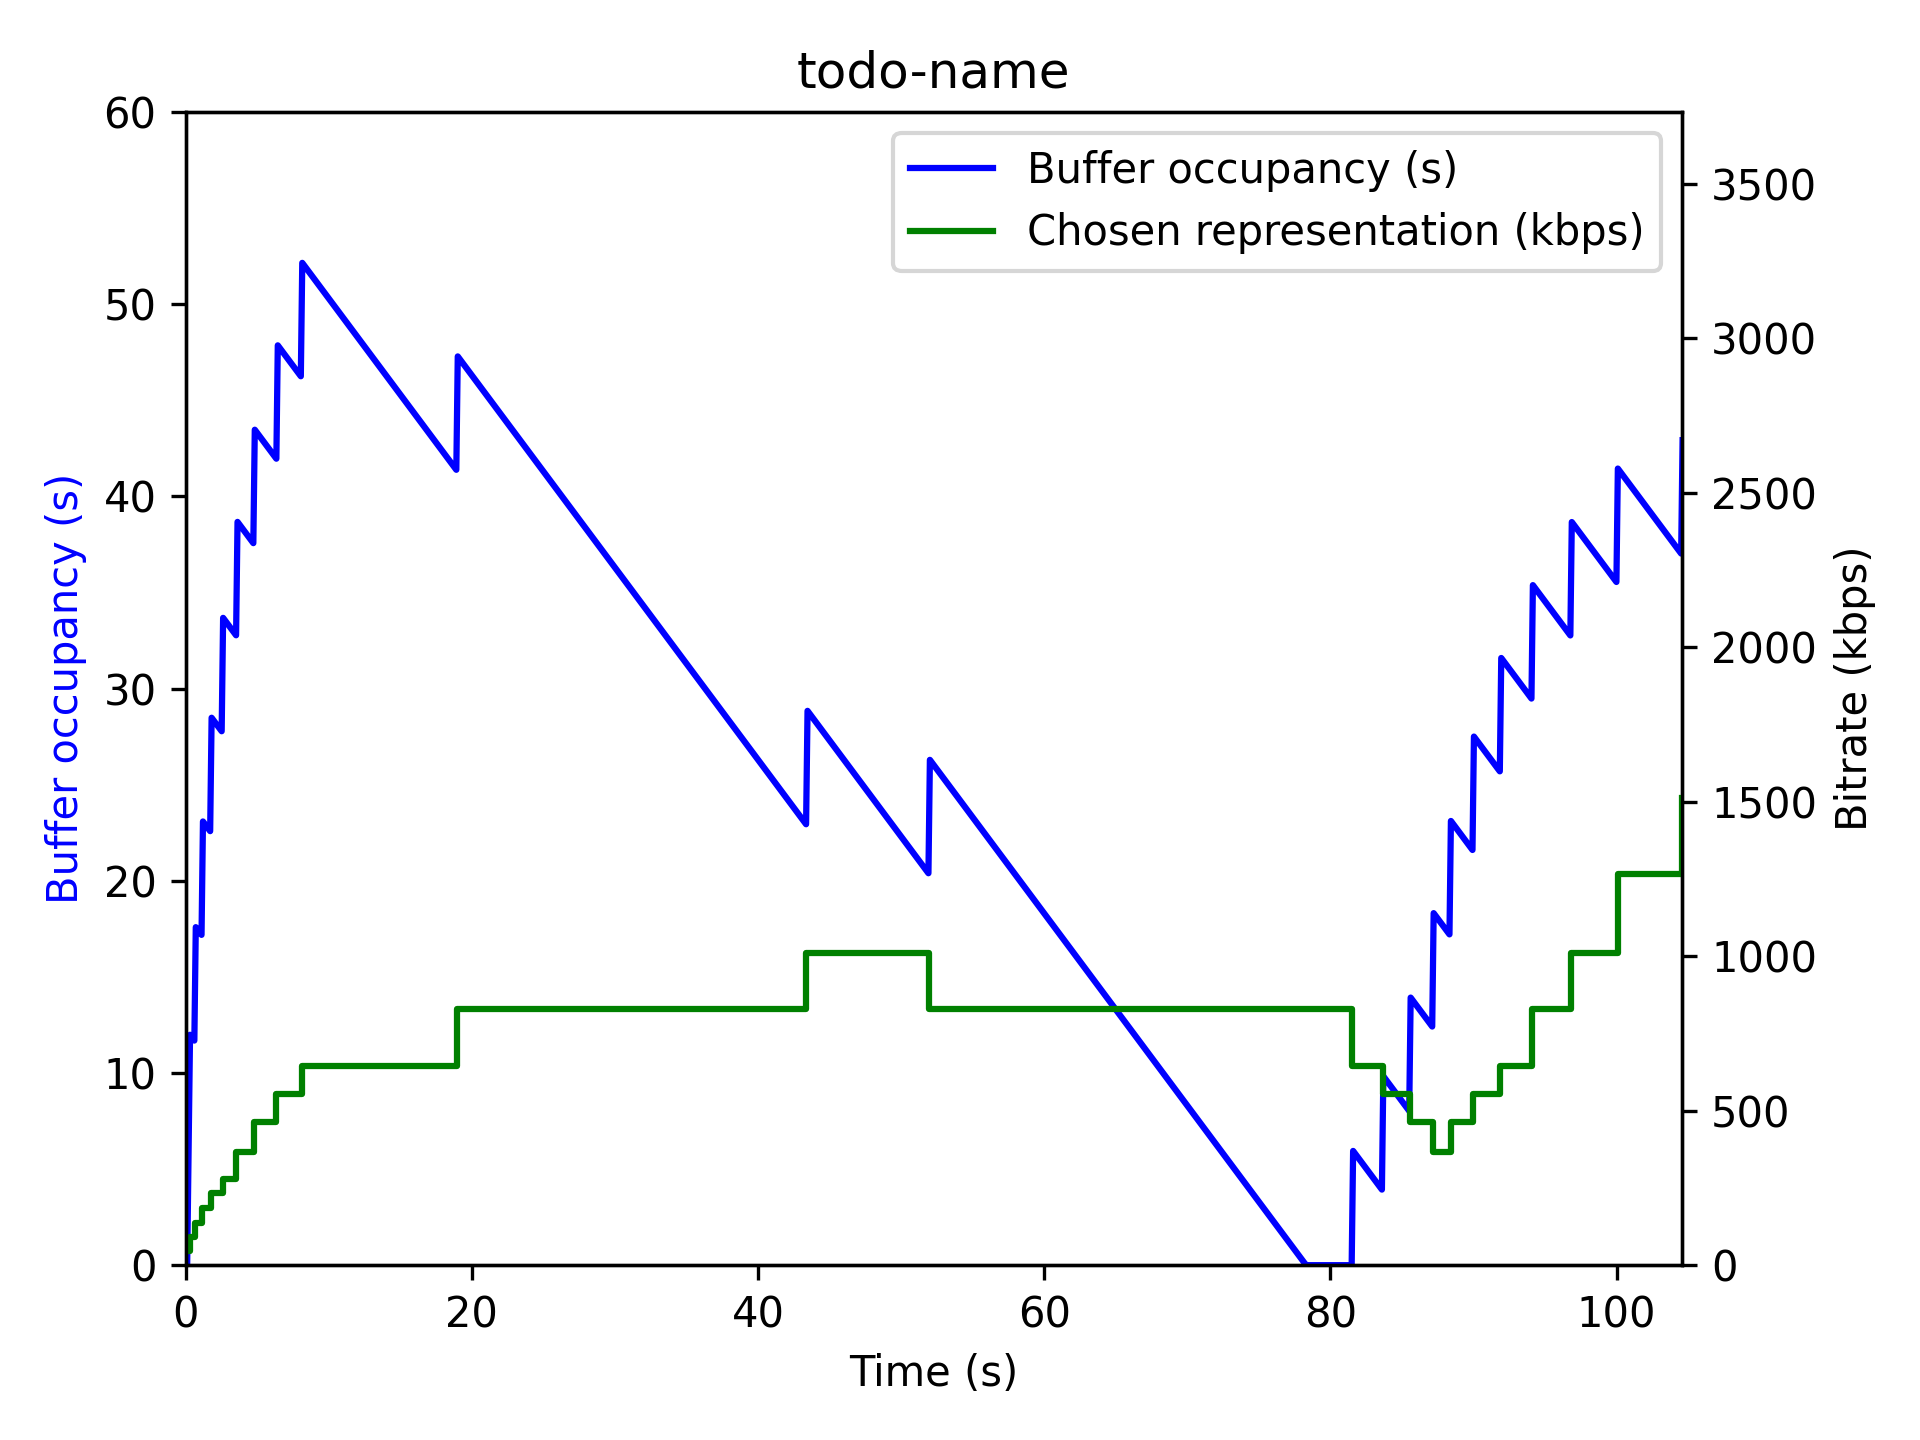 todo-name
Buffer occupancy (s)
Chosen representation (kbps)
60
50
40
30
20
10
0
Buffer occupancy (s)
3500
3000
2500
2000
1500
1000
500
0
Bitrate (kbps)
0 20 40 60 80 100
Time (s)